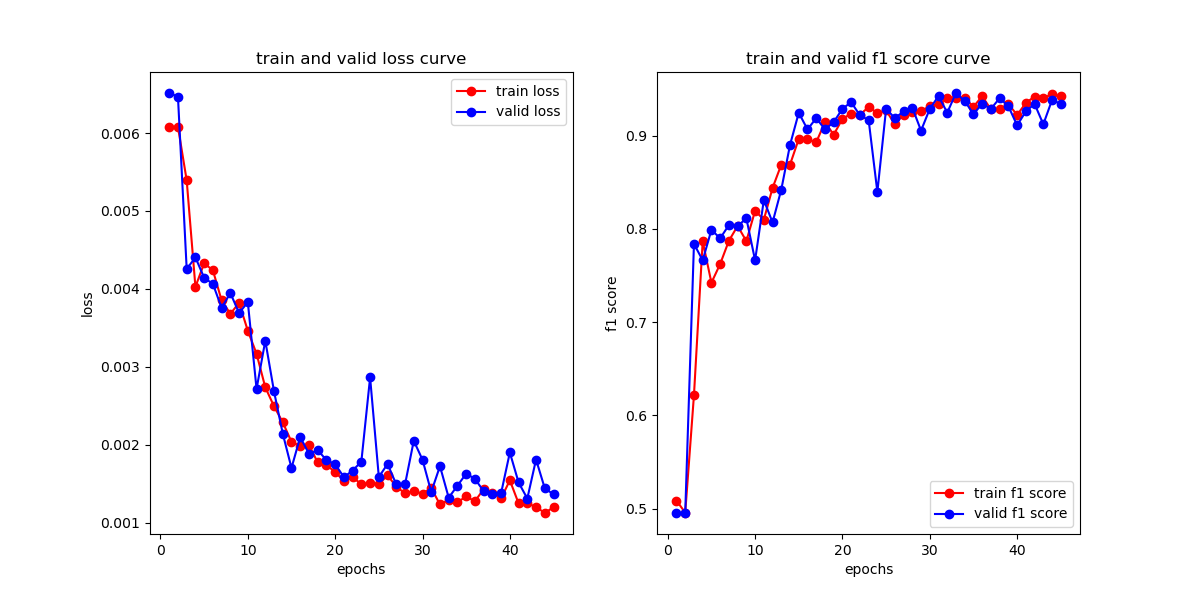 train and valid loss curve
train loss
valid loss
0.006
0.005
0.004
0.003
0.002
0.001
loss
0 10 20 30 40
epochs
train and valid f1 score curve
0.9
0.8
0.7
0.6
0.5
f1 score
train f1 score
valid f1 score
0 10 20 30 40
epochs